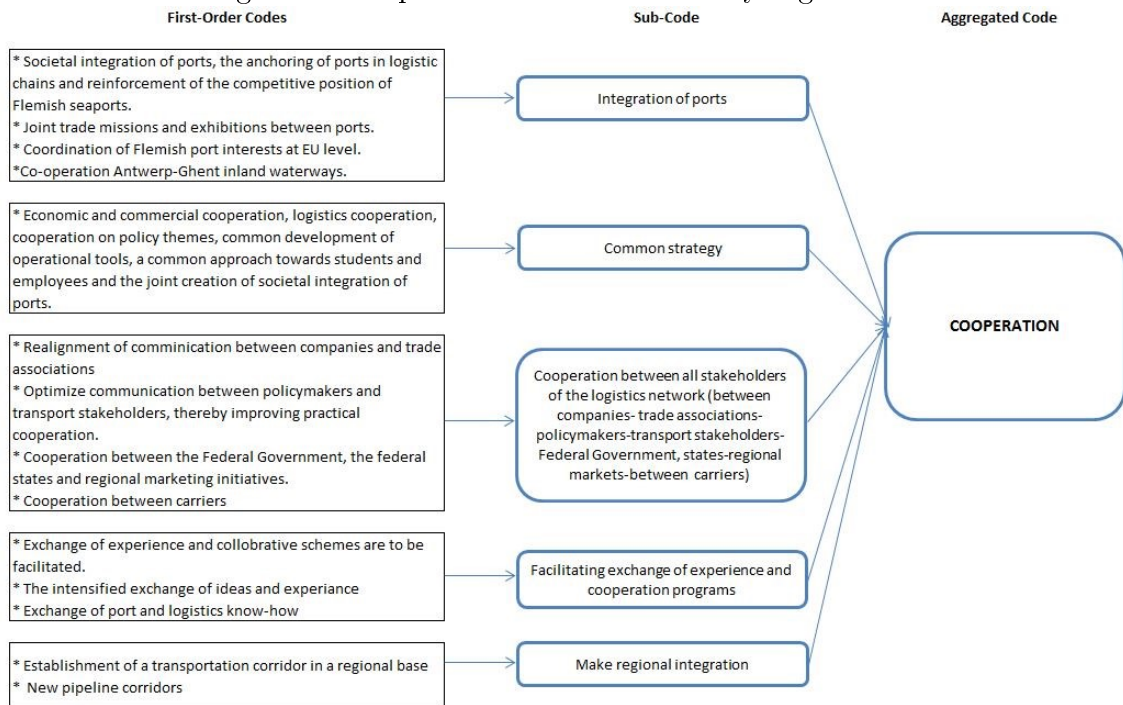 First-Order Codes
Sub-Code
Aggregated Code
* Societal integration of ports, the anchoring of ports in logistic
chains and reinforcement of the competitive position of
Flemish seaports.
* Joint trade missions and exhibitions between ports.
* Coordination of Flemish port interests at EU level.
*Co-operation Antwerp-Ghent inland waterways.
Integration of ports
* Economic and commercial cooperation, logistics cooperation,
cooperation on policy themes, common development of
operational tools, a common approach towards students and
employees and the joint creation of societal integration of
ports.
Common strategy
COOPERATION
* Realignment of comminication between companies and trade
associations
* Optimize communication between policymakers and
transport stakeholders, thereby improving practical
cooperation.
* Cooperation between the Federal Government, the federal
states and regional marketing initiatives.
* Cooperation between carriers
Cooperation between all stakeholders
of the logistics network (between
companies- trade associations-
policymakers-transport stakeholders-
Federal Government, states-regional
markets-between carriers)
* Exchange of experience and collobrative schemes are to be
facilitated.
* The intensified exchange of ideas and experiance
* Exchange of port and logistics know-how
Facilitating exchange of experience and
cooperation programs
* Establishment of a transportation corridor in a regional base
* New pipeline corridors
Make regional integration